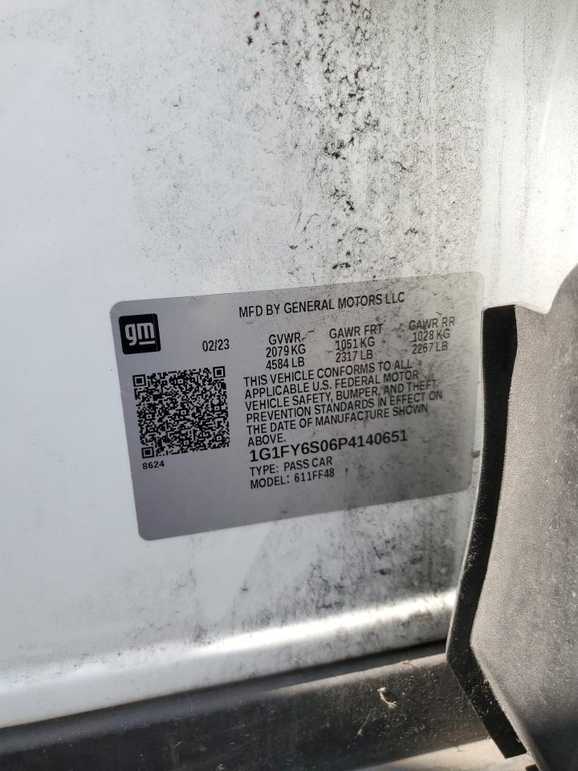 MFD BY GENERAL MOTORS LLC
gm
02/23
GVWR GAWR FRT GAWR RR
2079 KG 1051 KG 1028 KG
4584 LB 2317 LB 2267 LB
THIS VEHICLE CONFORMS TO ALL
APPLICABLE U.S. FEDERAL MOTOR
VEHICLE SAFETY, BUMPER, AND THEFT
PREVENTION STANDARDS IN EFFECT ON
THE DATE OF MANUFACTURE SHOWN
ABOVE.
1G1FY6S06P4140651
8624
TYPE: PASS CAR
MODEL: 611FF48